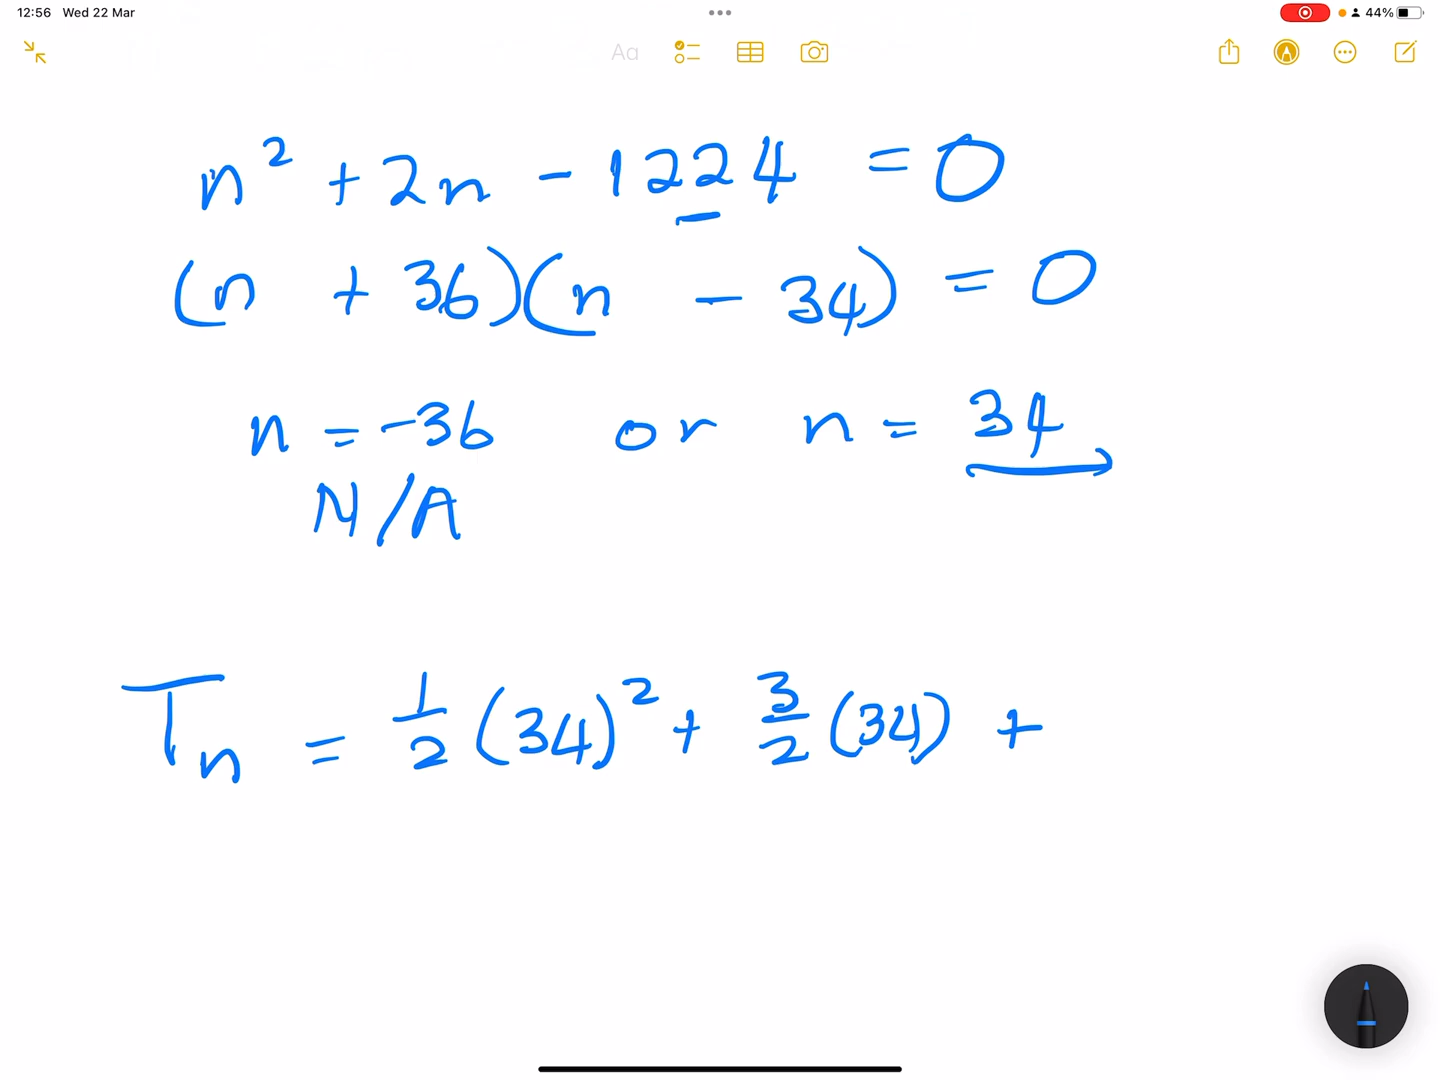 12:56 Wed 22 Mar
44%
Aa
n² + 2n - 1224 = 0
(n + 36)(n - 34) = 0
n = -36 or n = 34
N/A
Tn = 1/2 (34)² + 3/2 (34) +